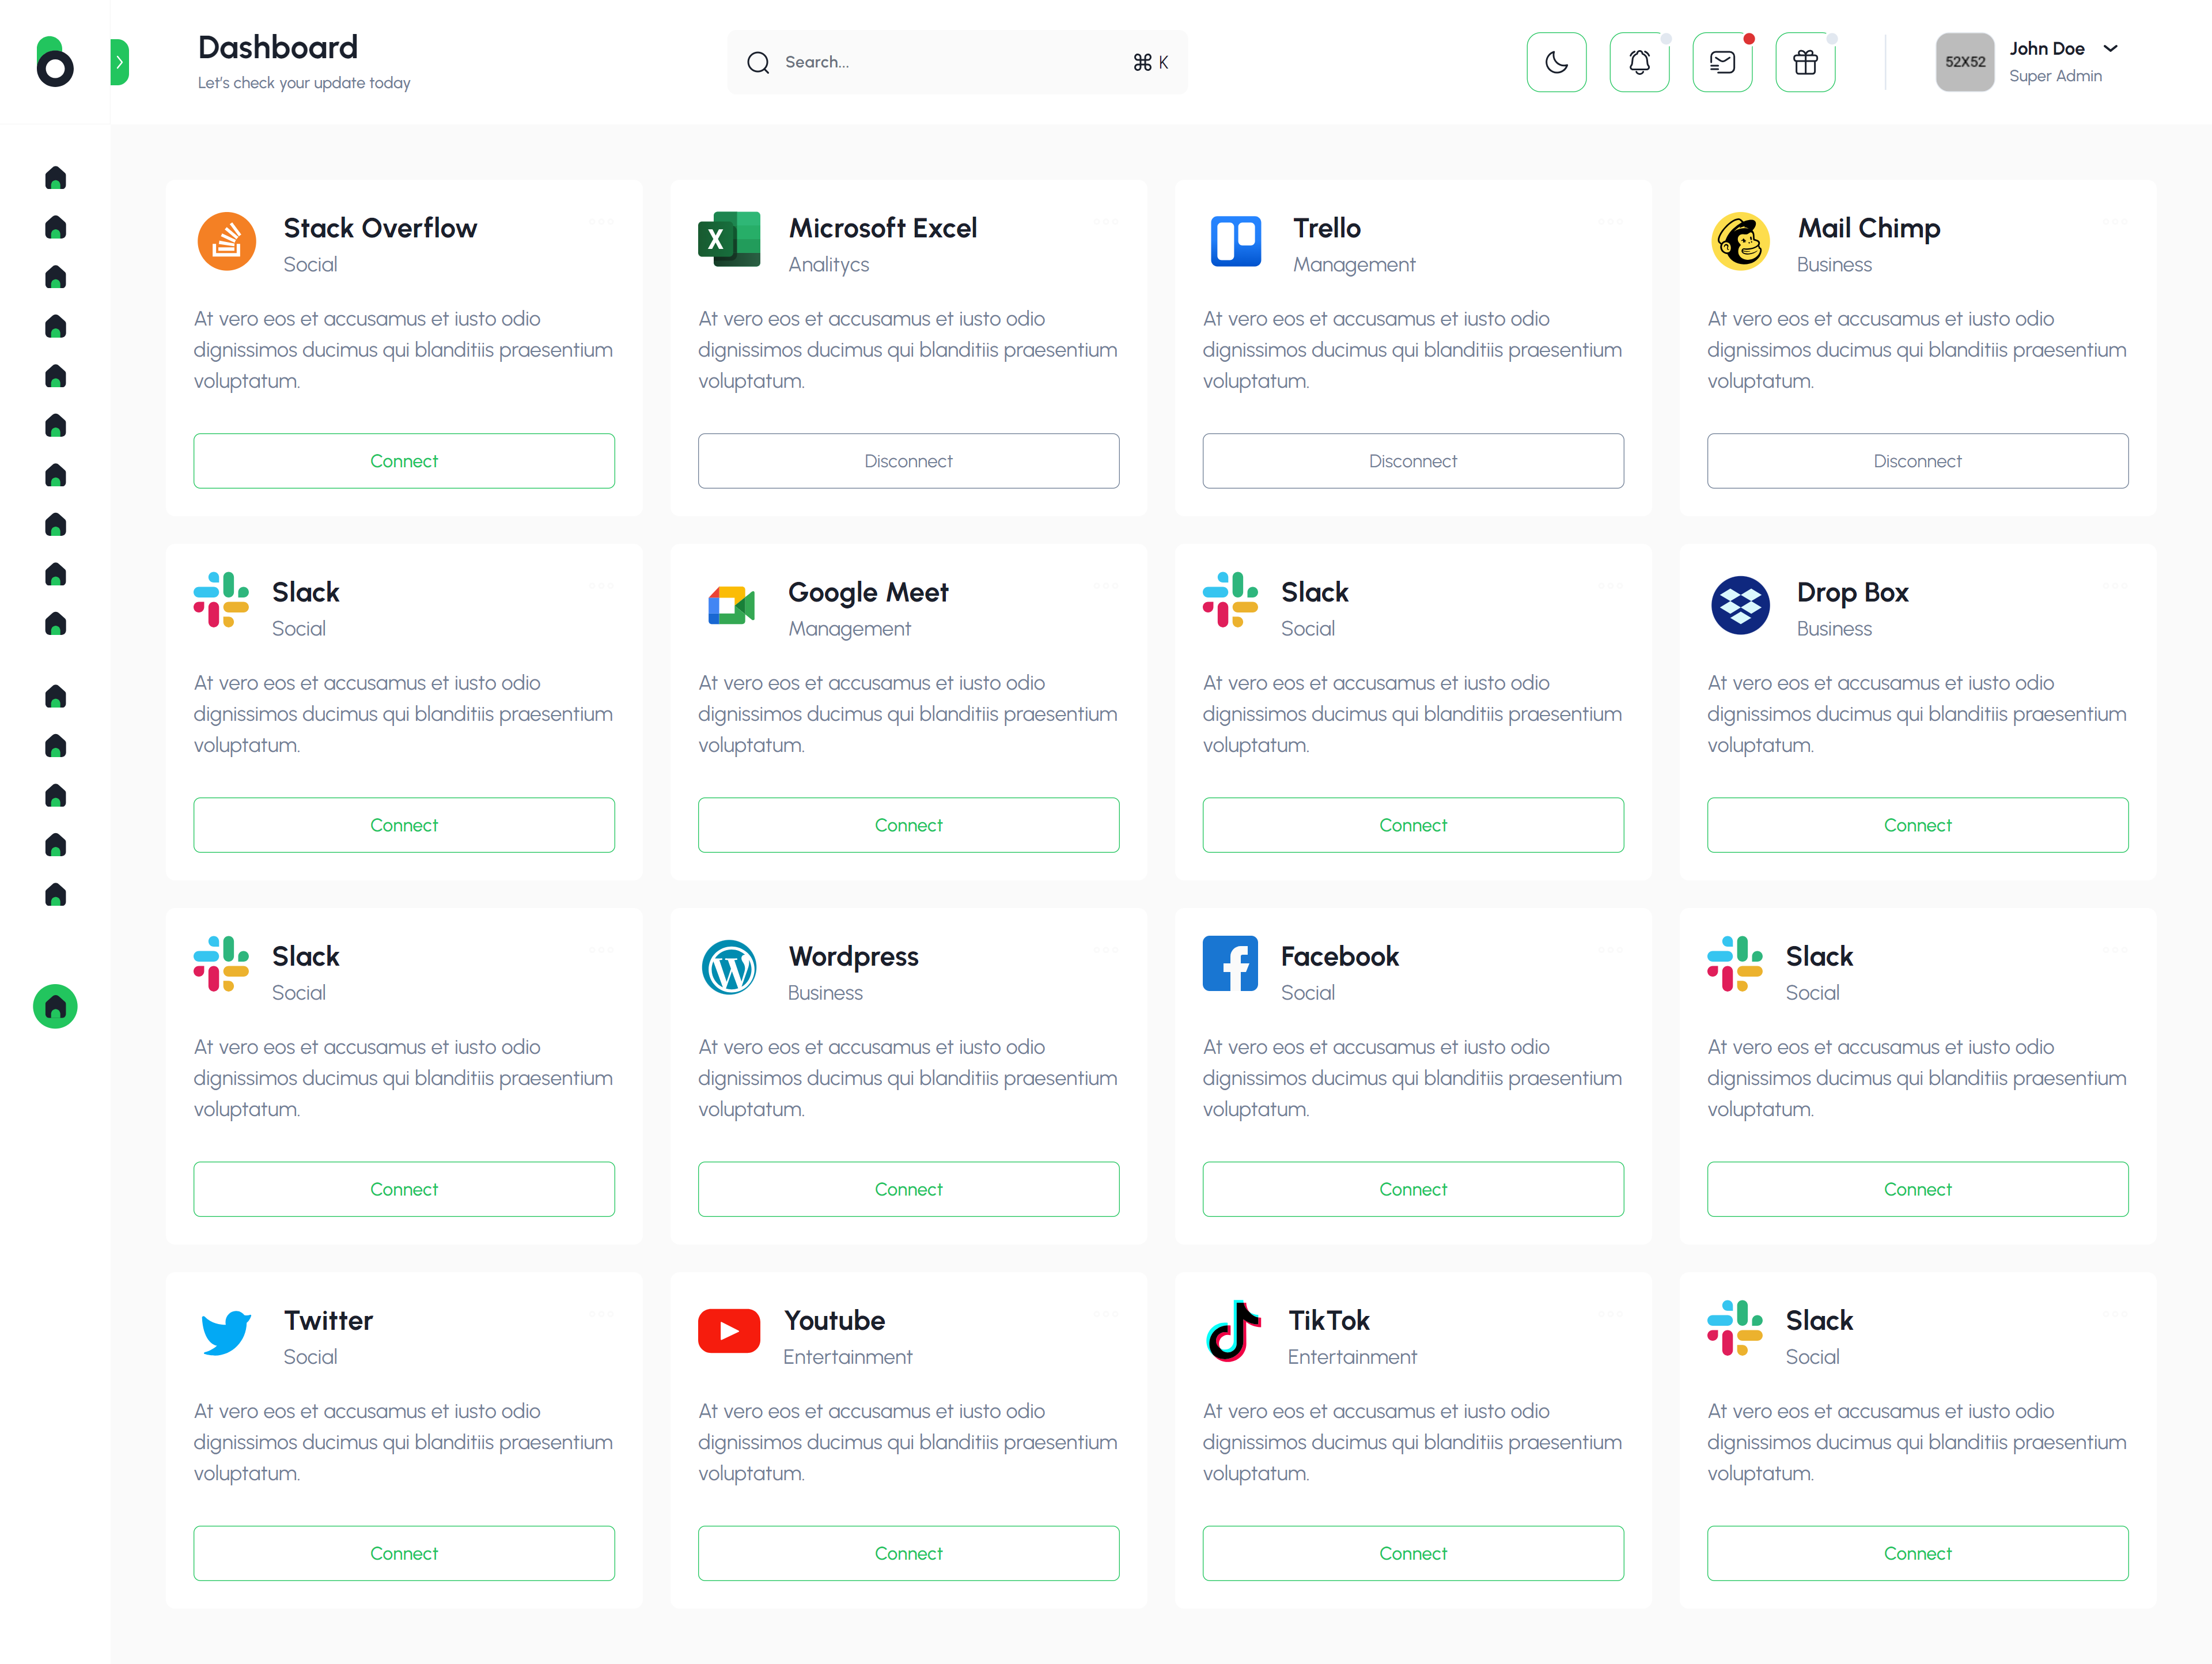 Dashboard
Let's check your update today
Search...
⌘ K
52X52
John Doe
Super Admin
Stack Overflow
Social
At vero eos et accusamus et iusto odio
dignissimos ducimus qui blanditiis praesentium
voluptatum.
Connect
Microsoft Excel
Analitycs
At vero eos et accusamus et iusto odio
dignissimos ducimus qui blanditiis praesentium
voluptatum.
Disconnect
Trello
Management
At vero eos et accusamus et iusto odio
dignissimos ducimus qui blanditiis praesentium
voluptatum.
Disconnect
Mail Chimp
Business
At vero eos et accusamus et iusto odio
dignissimos ducimus qui blanditiis praesentium
voluptatum.
Disconnect
Slack
Social
At vero eos et accusamus et iusto odio
dignissimos ducimus qui blanditiis praesentium
voluptatum.
Connect
Google Meet
Management
At vero eos et accusamus et iusto odio
dignissimos ducimus qui blanditiis praesentium
voluptatum.
Connect
Slack
Social
At vero eos et accusamus et iusto odio
dignissimos ducimus qui blanditiis praesentium
voluptatum.
Connect
Drop Box
Business
At vero eos et accusamus et iusto odio
dignissimos ducimus qui blanditiis praesentium
voluptatum.
Connect
Slack
Social
At vero eos et accusamus et iusto odio
dignissimos ducimus qui blanditiis praesentium
voluptatum.
Connect
Wordpress
Business
At vero eos et accusamus et iusto odio
dignissimos ducimus qui blanditiis praesentium
voluptatum.
Connect
Facebook
Social
At vero eos et accusamus et iusto odio
dignissimos ducimus qui blanditiis praesentium
voluptatum.
Connect
Slack
Social
At vero eos et accusamus et iusto odio
dignissimos ducimus qui blanditiis praesentium
voluptatum.
Connect
Twitter
Social
At vero eos et accusamus et iusto odio
dignissimos ducimus qui blanditiis praesentium
voluptatum.
Connect
Youtube
Entertainment
At vero eos et accusamus et iusto odio
dignissimos ducimus qui blanditiis praesentium
voluptatum.
Connect
TikTok
Entertainment
At vero eos et accusamus et iusto odio
dignissimos ducimus qui blanditiis praesentium
voluptatum.
Connect
Slack
Social
At vero eos et accusamus et iusto odio
dignissimos ducimus qui blanditiis praesentium
voluptatum.
Connect